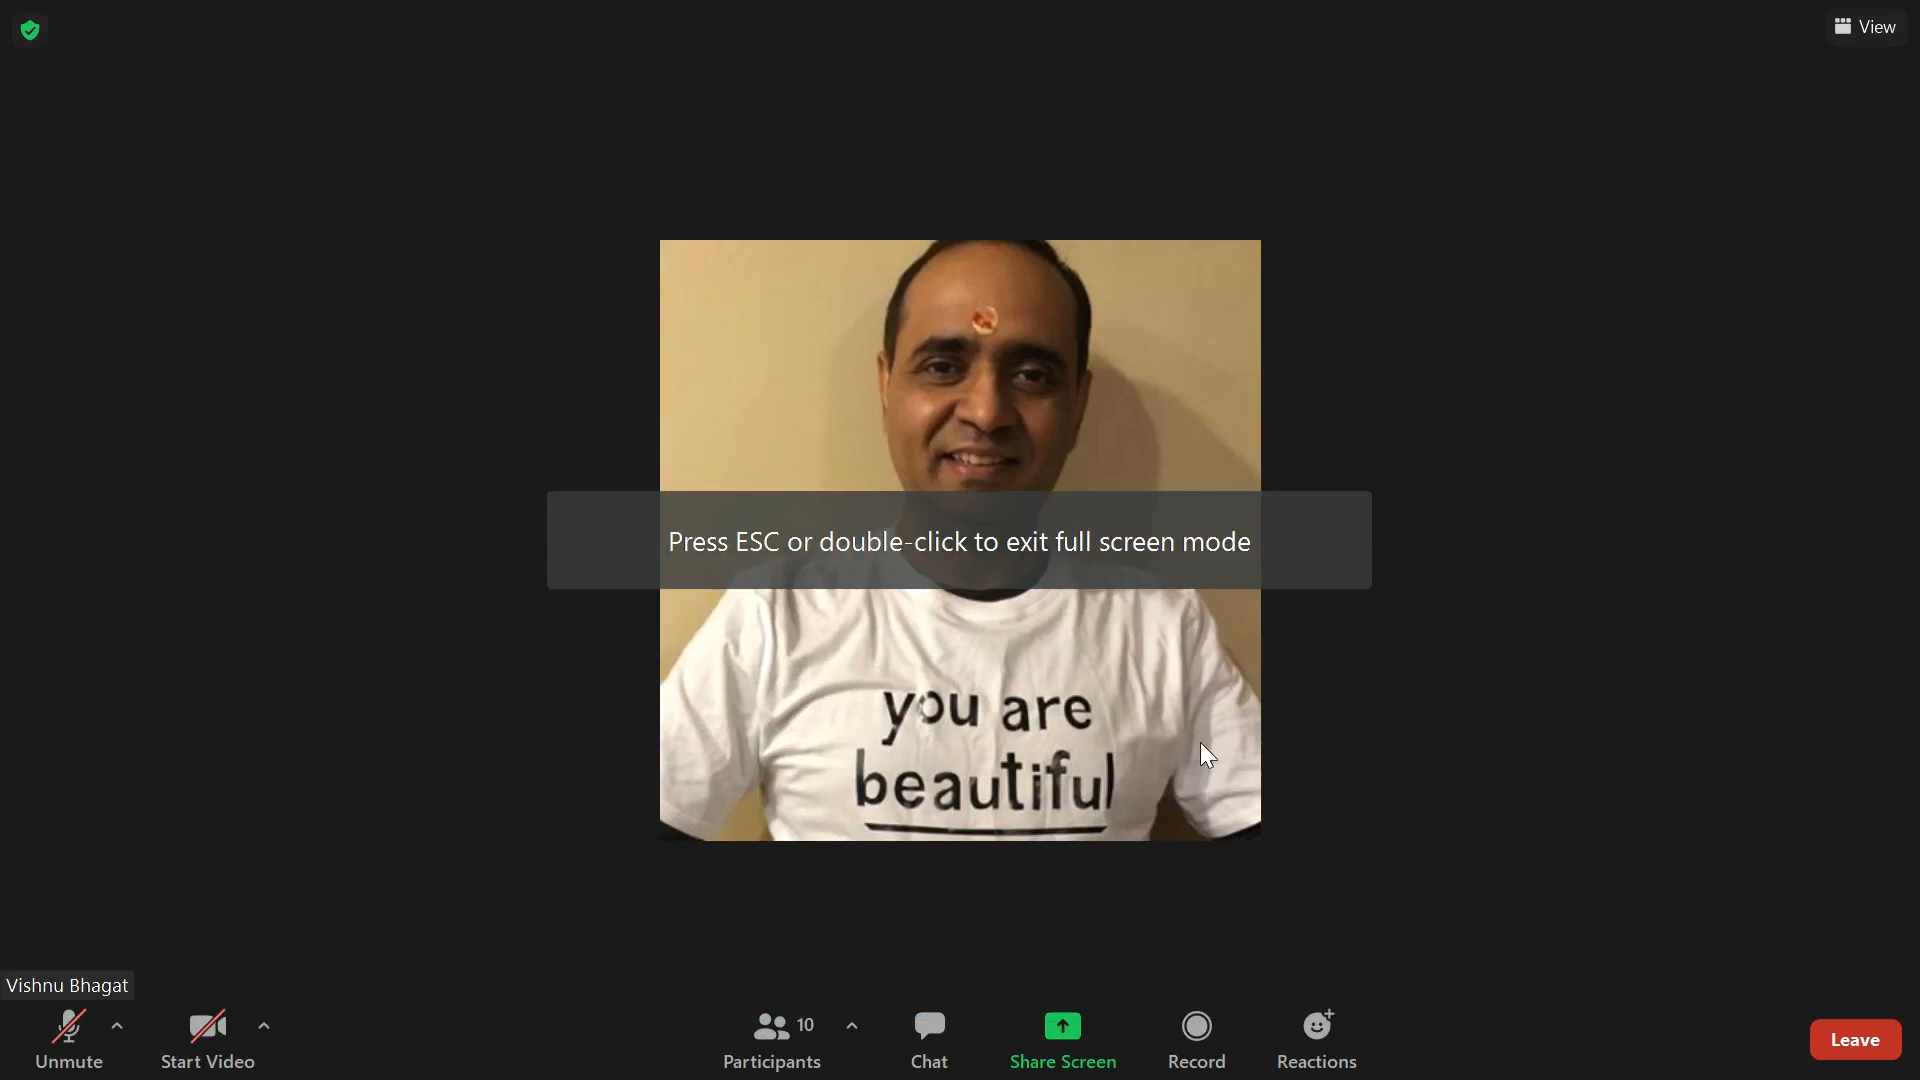 View
Press ESC or double-click to exit full screen mode
you are
beautiful
Vishnu Bhagat
Unmute
Start Video
10
Participants
Chat
Share Screen
Record
Reactions
Leave